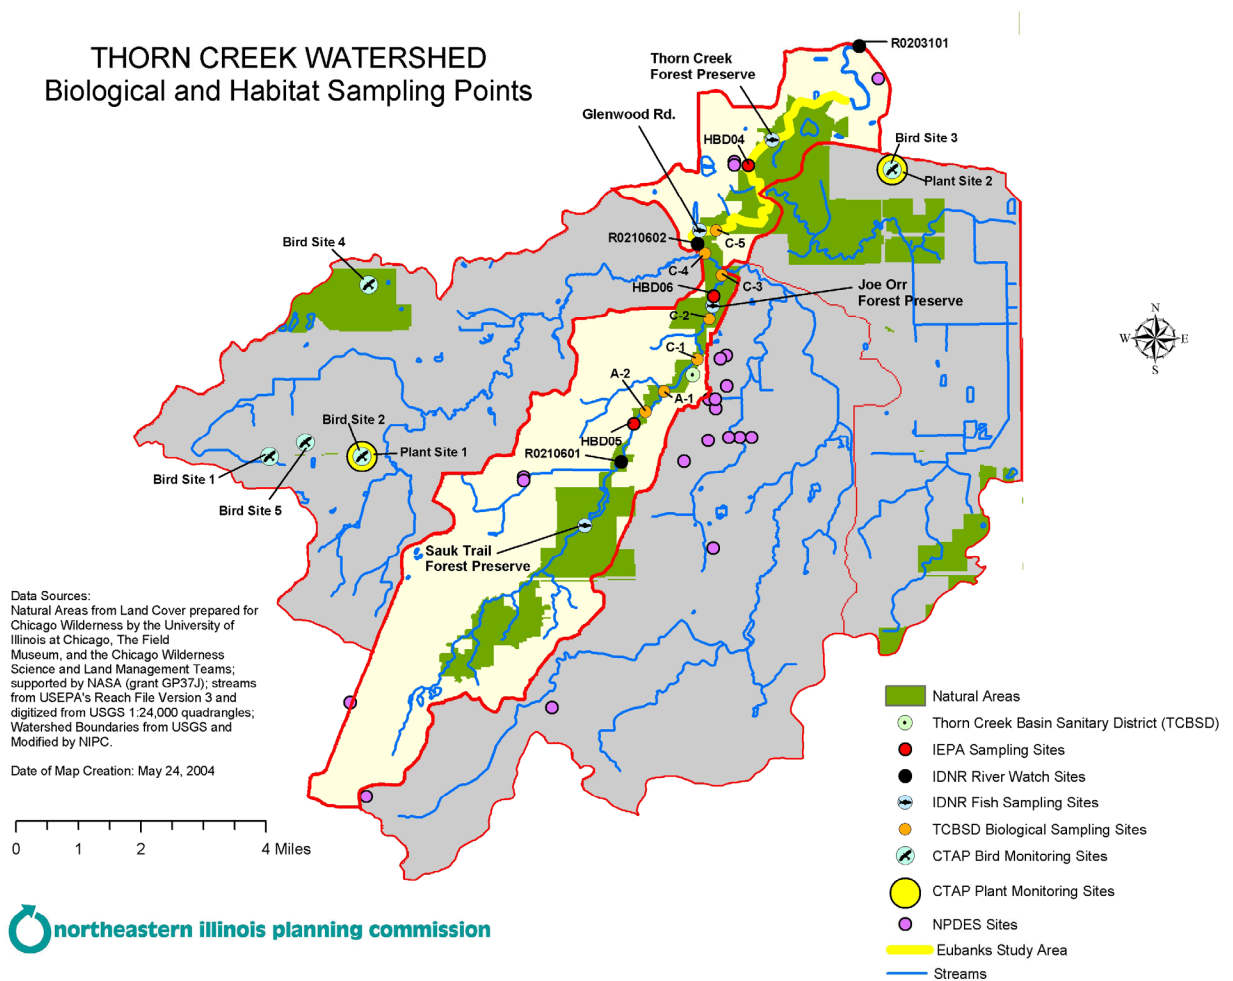 THORN CREEK WATERSHED
Biological and Habitat Sampling Points
R0203101
Thorn Creek
Forest Preserve
Glenwood Rd.
HBD04
Bird Site 3
Plant Site 2
R0210602
C-5
Bird Site 4
C-4
C-3
HBD06
Joe Orr
Forest Preserve
C-2
C-1
A-2
A-1
Bird Site 2
HBD05
Plant Site 1
R0210601
Bird Site 1
Bird Site 5
Sauk Trail
Forest Preserve
N
W
E
S
Data Sources:
Natural Areas from Land Cover prepared for
Chicago Wilderness by the University of
Illinois at Chicago, The Field
Museum, and the Chicago Wilderness
Science and Land Management Teams;
supported by NASA (grant GP37J); streams
from USEPA's Reach File Version 3 and
digitized from USGS 1:24,000 quadrangles;
Watershed Boundaries from USGS and
Modified by NIPC.
Date of Map Creation: May 24, 2004
0 1 2 4 Miles
northeastern illinois planning commission
Natural Areas
Thorn Creek Basin Sanitary District (TCBSD)
IEPA Sampling Sites
IDNR River Watch Sites
IDNR Fish Sampling Sites
TCBSD Biological Sampling Sites
CTAP Bird Monitoring Sites
CTAP Plant Monitoring Sites
NPDES Sites
Eubanks Study Area
Streams